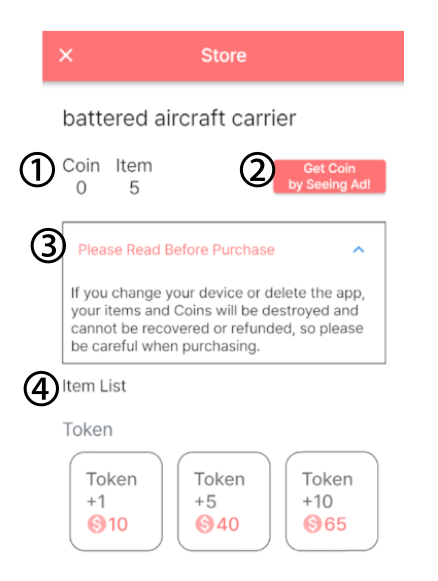 × Store
battered aircraft carrier
① Coin Item ② Get Coin
0 5 by Seeing Ad!
③ Please Read Before Purchase
If you change your device or delete the app,
your items and Coins will be destroyed and
cannot be recovered or refunded, so please
be careful when purchasing.
④ Item List
Token
Token Token Token
+1 +5 +10
$10 $40 $65